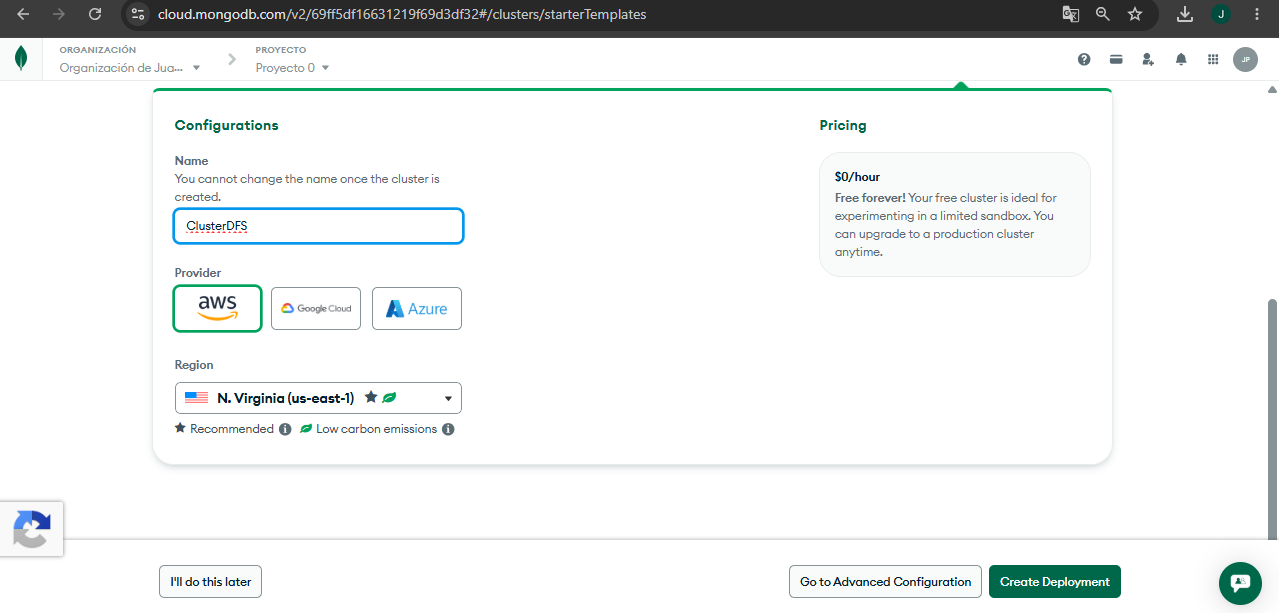 cloud.mongodb.com/v2/69ff5df16631219f69d3df32#/clusters/starterTemplates
J
ORGANIZACIÓN
Organización de Jua...
PROYECTO
Proyecto 0
JP
Configurations
Name
You cannot change the name once the cluster is
created.
ClusterDFS
Provider
aws
Google Cloud
Azure
Region
N. Virginia (us-east-1)
Recommended
Low carbon emissions
Pricing
$0/hour
Free forever! Your free cluster is ideal for
experimenting in a limited sandbox. You
can upgrade to a production cluster
anytime.
I'll do this later
Go to Advanced Configuration
Create Deployment